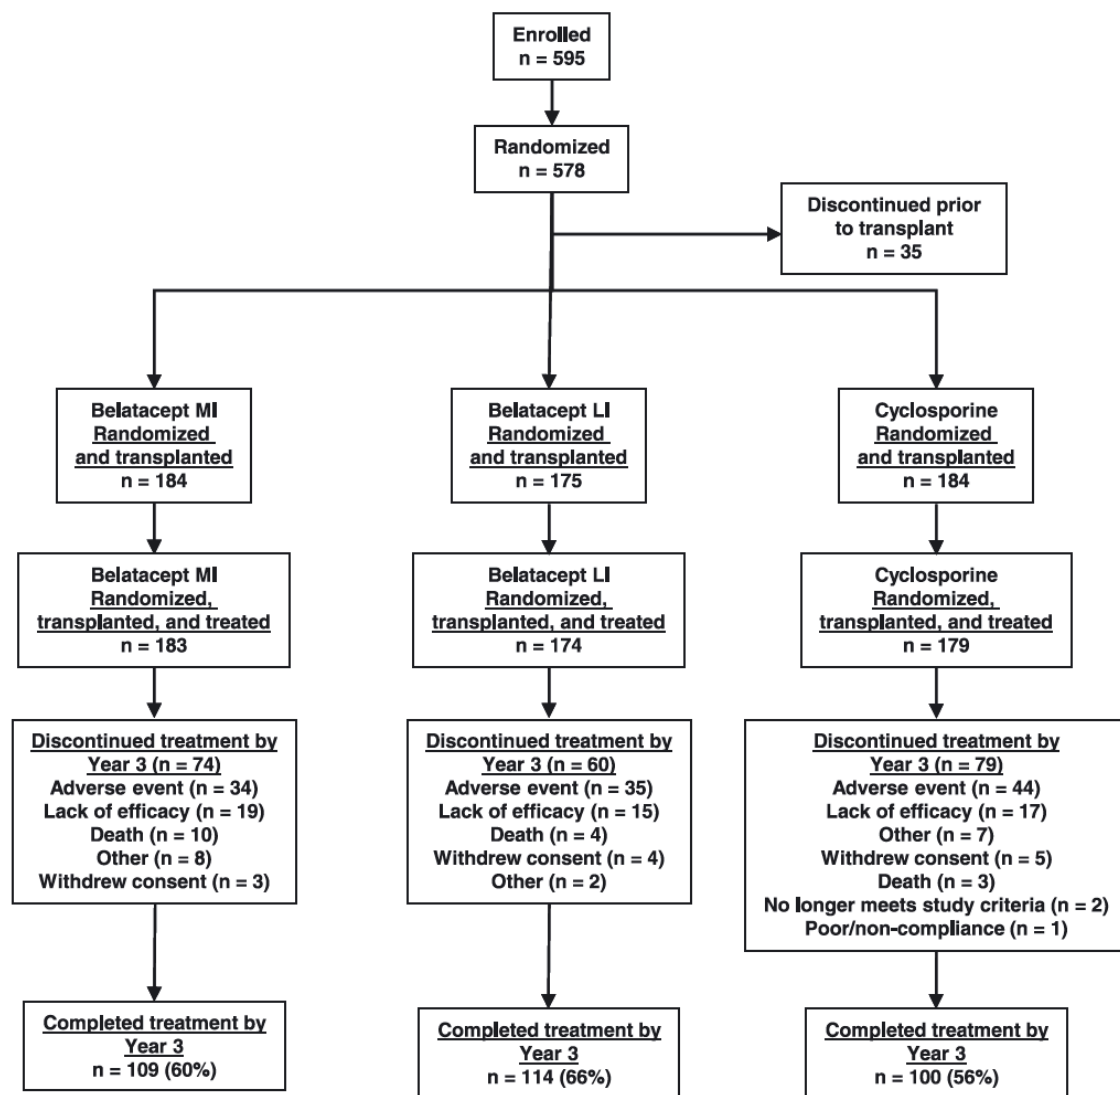 Enrolled
n = 595
Randomized
n = 578
Discontinued prior
to transplant
n = 35
Belatacept MI
Randomized
and transplanted
n = 184
Belatacept LI
Randomized
and transplanted
n = 175
Cyclosporine
Randomized
and transplanted
n = 184
Belatacept MI
Randomized,
transplanted, and treated
n = 183
Belatacept LI
Randomized,
transplanted, and treated
n = 174
Cyclosporine
Randomized,
transplanted, and treated
n = 179
Discontinued treatment by
Year 3 (n = 74)
Adverse event (n = 34)
Lack of efficacy (n = 19)
Death (n = 10)
Other (n = 8)
Withdrew consent (n = 3)
Discontinued treatment by
Year 3 (n = 60)
Adverse event (n = 35)
Lack of efficacy (n = 15)
Death (n = 4)
Withdrew consent (n = 4)
Other (n = 2)
Discontinued treatment by
Year 3 (n = 79)
Adverse event (n = 44)
Lack of efficacy (n = 17)
Other (n = 7)
Withdrew consent (n = 5)
Death (n = 3)
No longer meets study criteria (n = 2)
Poor/non-compliance (n = 1)
Completed treatment by
Year 3
n = 109 (60%)
Completed treatment by
Year 3
n = 114 (66%)
Completed treatment by
Year 3
n = 100 (56%)